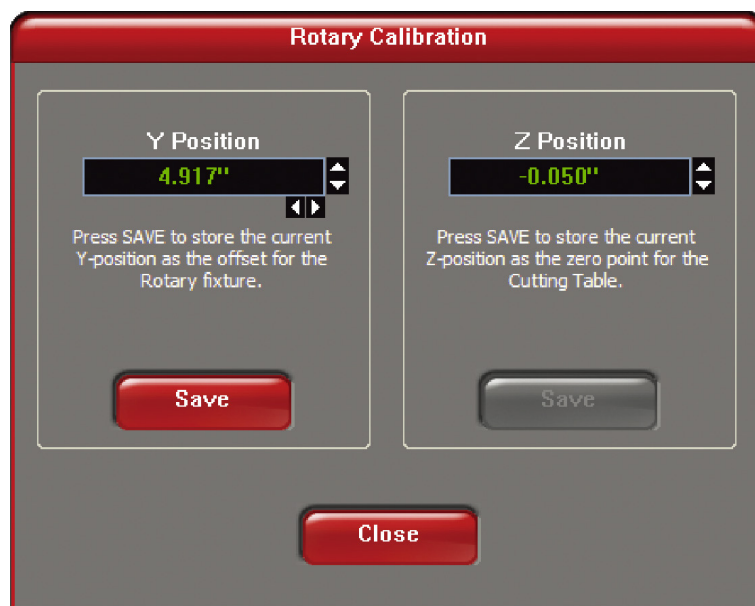 Rotary Calibration
Y Position
4.917"
Press SAVE to store the current
Y-position as the offset for the
Rotary fixture.
Save
Z Position
-0.050"
Press SAVE to store the current
Z-position as the zero point for the
Cutting Table.
Save
Close